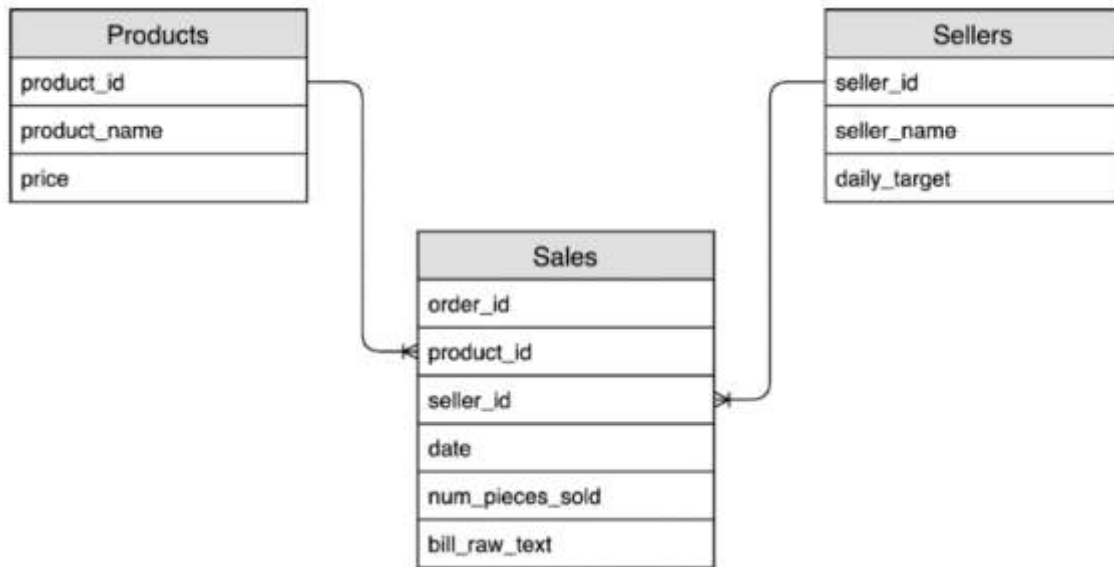 Products
product_id
product_name
price
Sellers
seller_id
seller_name
daily_target
Sales
order_id
product_id
seller_id
date
num_pieces_sold
bill_raw_text